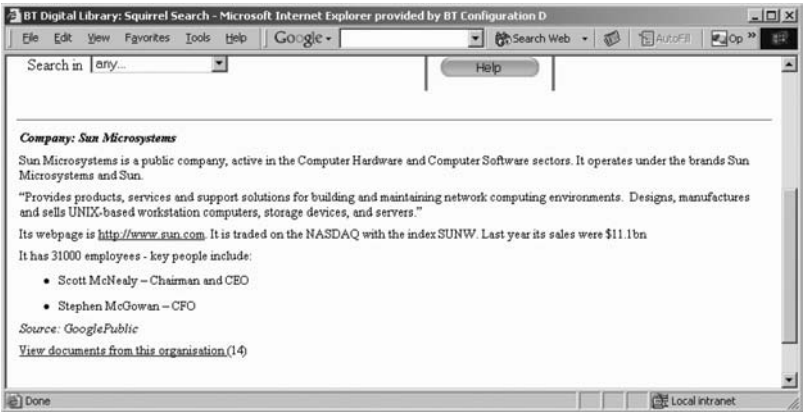 BT Digital Library: Squirrel Search - Microsoft Internet Explorer provided by BT Configuration D
File Edit View Favorites Tools Help Google Search Web AutoFill Op »
Search in any... Help
Company: Sun Microsystems
Sun Microsystems is a public company, active in the Computer Hardware and Computer Software sectors. It operates under the brands Sun
Microsystems and Sun.
“Provides products, services and support solutions for building and maintaining network computing environments. Designs, manufactures
and sells UNIX-based workstation computers, storage devices, and servers.”
Its webpage is http://www.sun.com. It is traded on the NASDAQ with the index SUNW. Last year its sales were $11.1bn
It has 31000 employees - key people include:
• Scott McNealy – Chairman and CEO
• Stephen McGowan – CFO
Source: GooglePublic
View documents from this organisation (14)
Done Local intranet